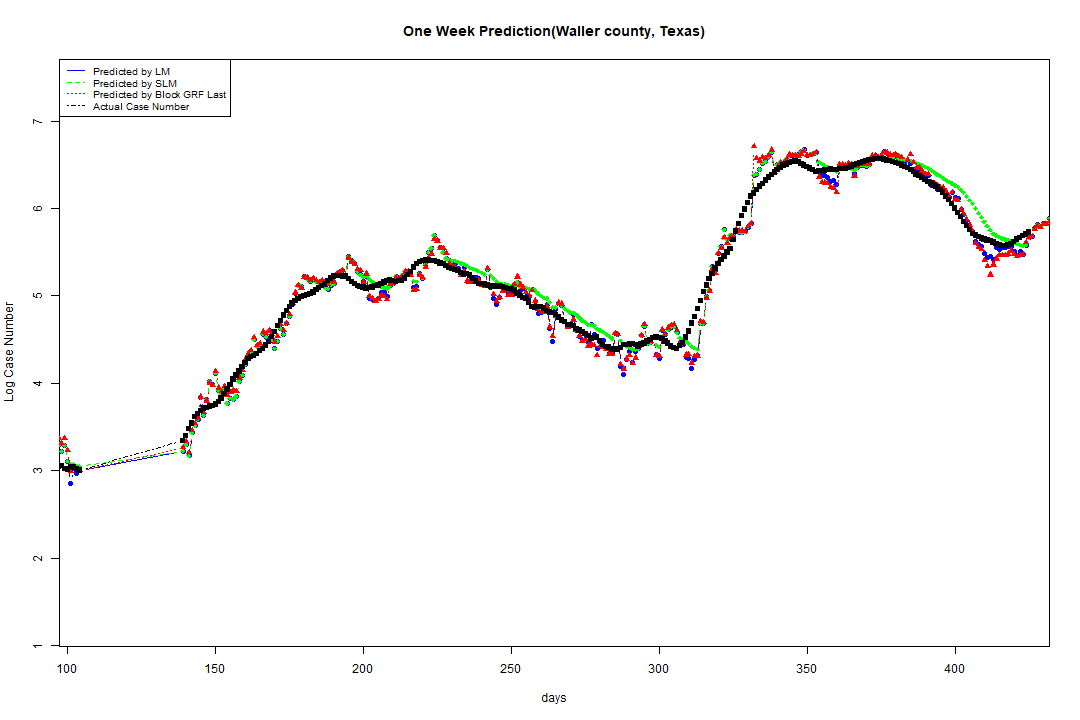 One Week Prediction(Waller county, Texas)
Predicted by LM
Predicted by SLM
Predicted by Block GRF Last
Actual Case Number
Log Case Number
7
6
5
4
3
2
1
100 150 200 250 300 350 400
days